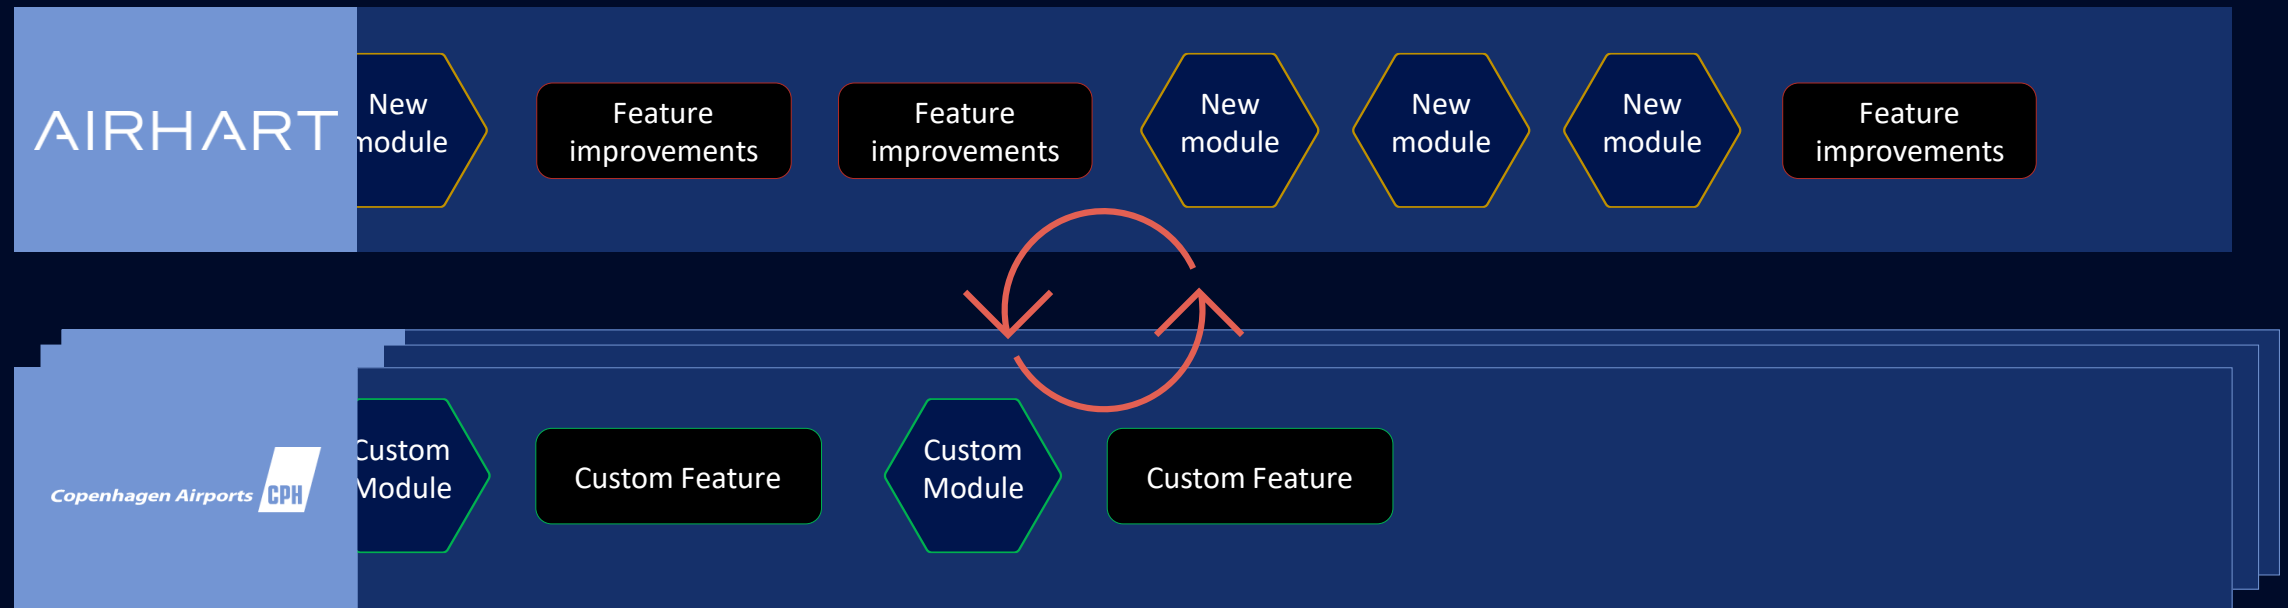 AIRHART
New
module
Feature
improvements
Feature
improvements
New
module
New
module
New
module
Feature
improvements
Copenhagen Airports CPH
Custom
Module
Custom Feature
Custom
Module
Custom Feature